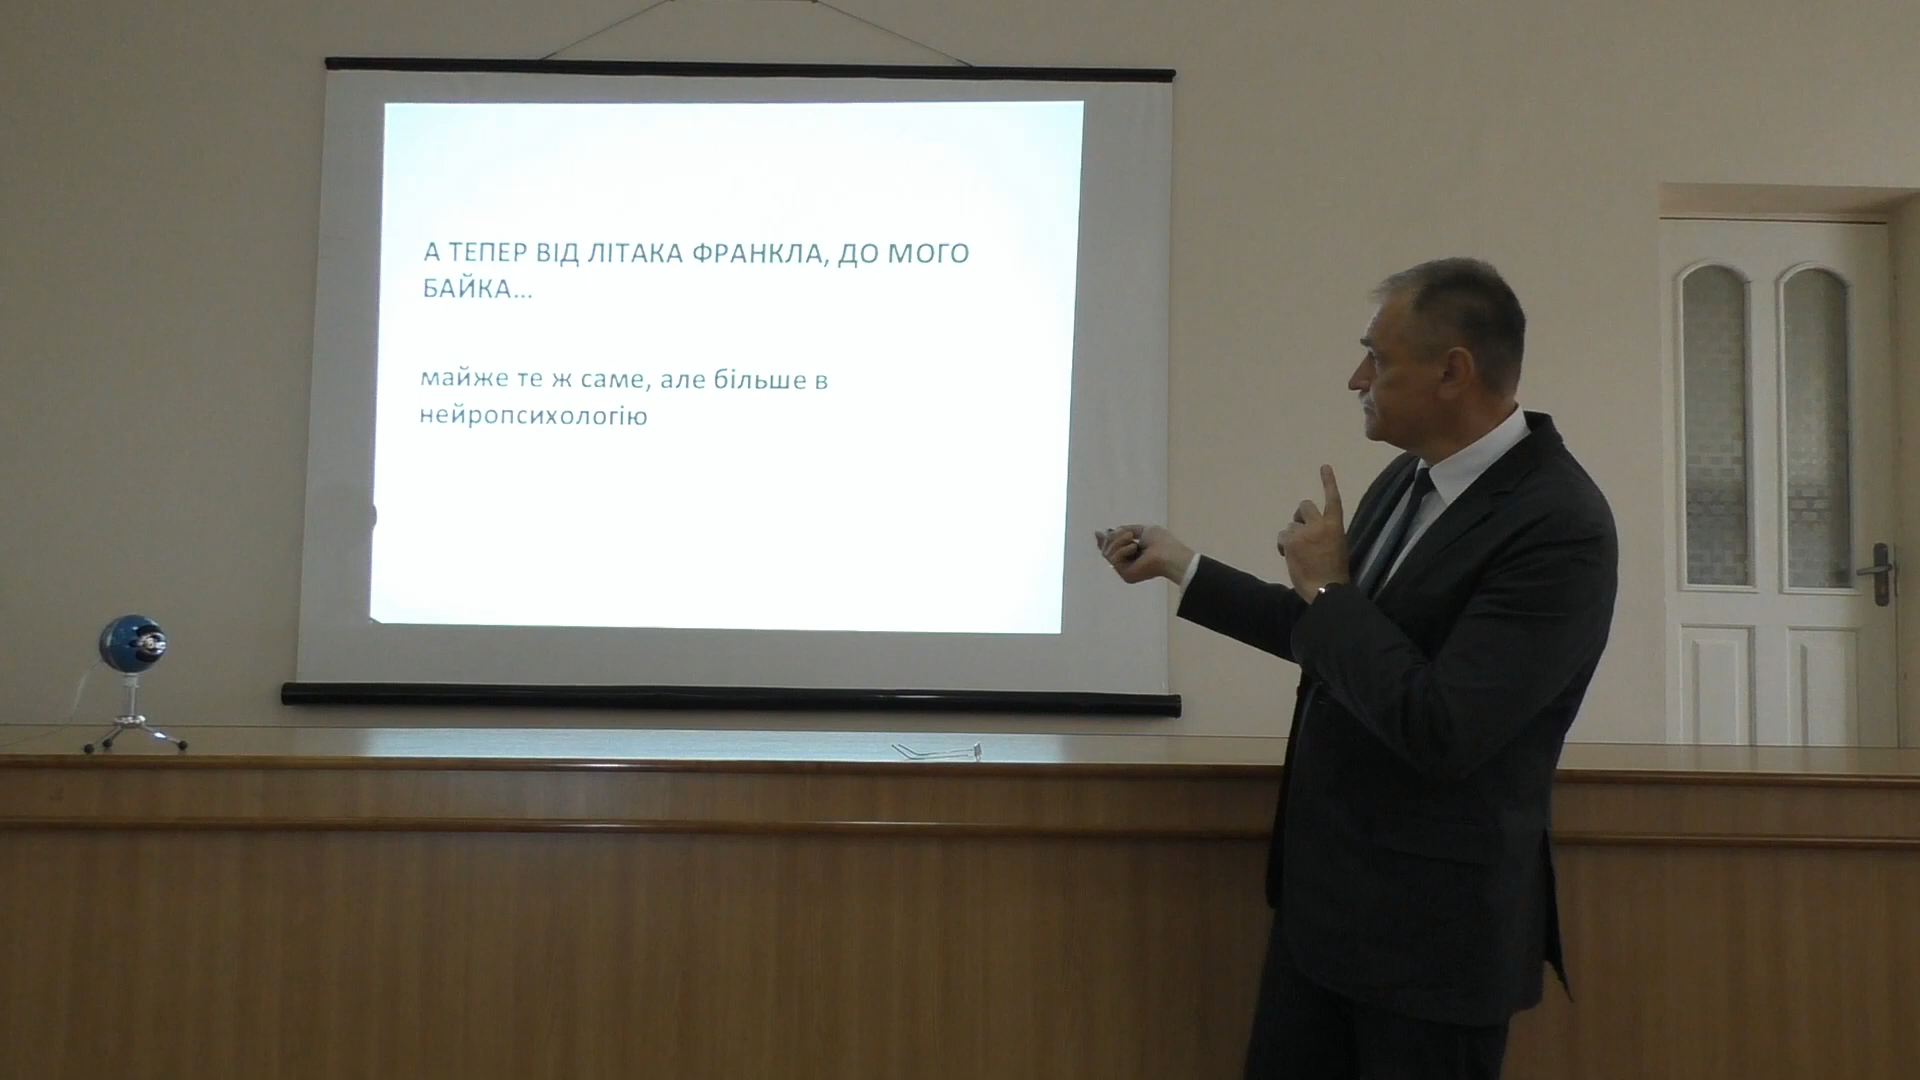 А ТЕПЕР ВІД ЛІТАКА ФРАНКЛА, ДО МОГО
БАЙКА...
майже те ж саме, але більше в
нейропсихологію